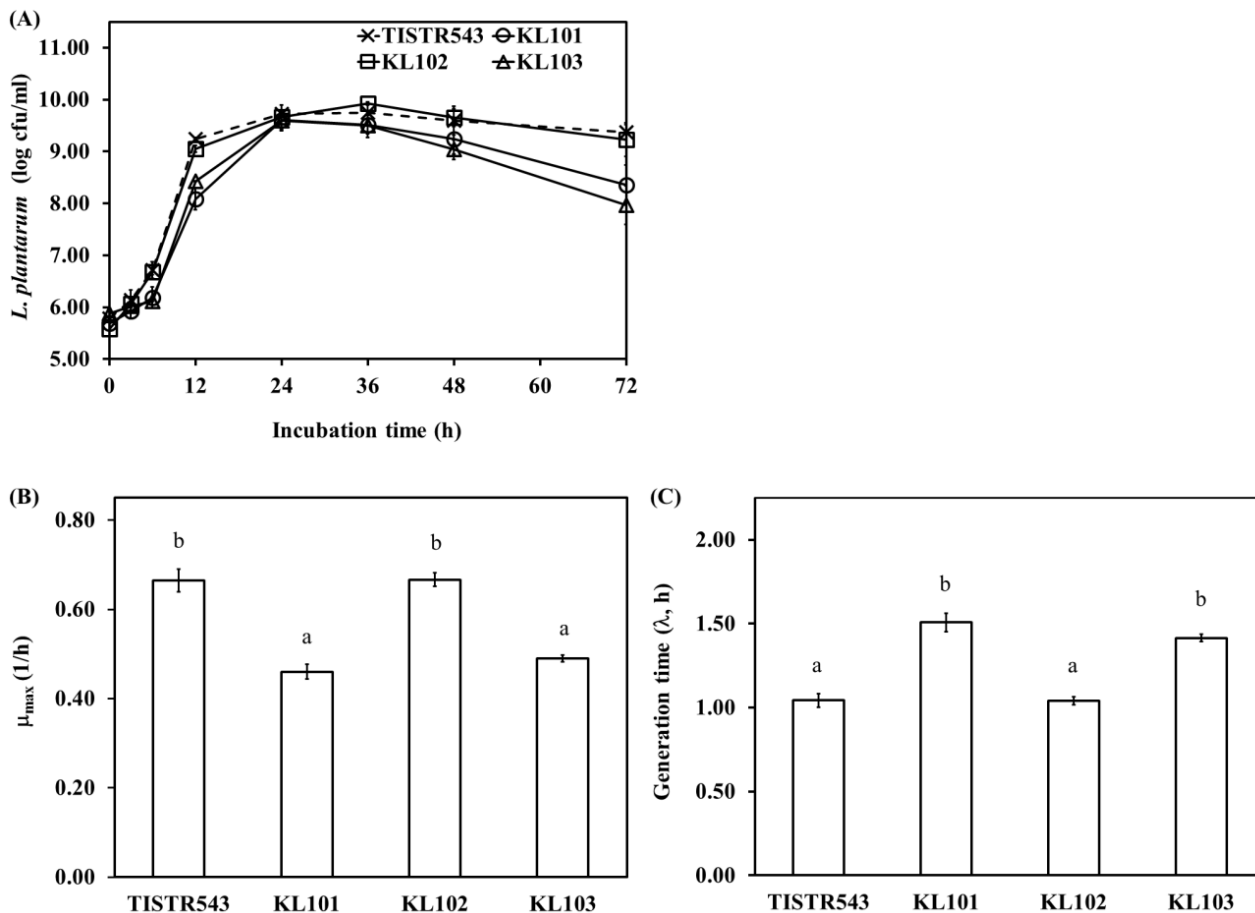 (A)
11.00
10.00
9.00
8.00
7.00
6.00
5.00
L. plantarum (log cfu/ml)
TISTR543 KL101
KL102 KL103
0 12 24 36 48 60 72
Incubation time (h)
(B)
0.80
0.60
0.40
0.20
0.00
μmax (1/h)
b
a
b
a
TISTR543 KL101 KL102 KL103
(C)
2.00
1.50
1.00
0.50
0.00
Generation time (λ, h)
a
b
a
b
TISTR543 KL101 KL102 KL103